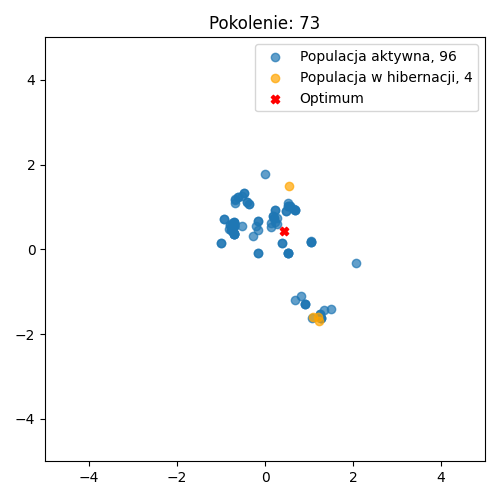 Pokolenie: 73
Populacja aktywna, 96
Populacja w hibernacji, 4
Optimum
4
2
0
−2
−4
−4 −2 0 2 4